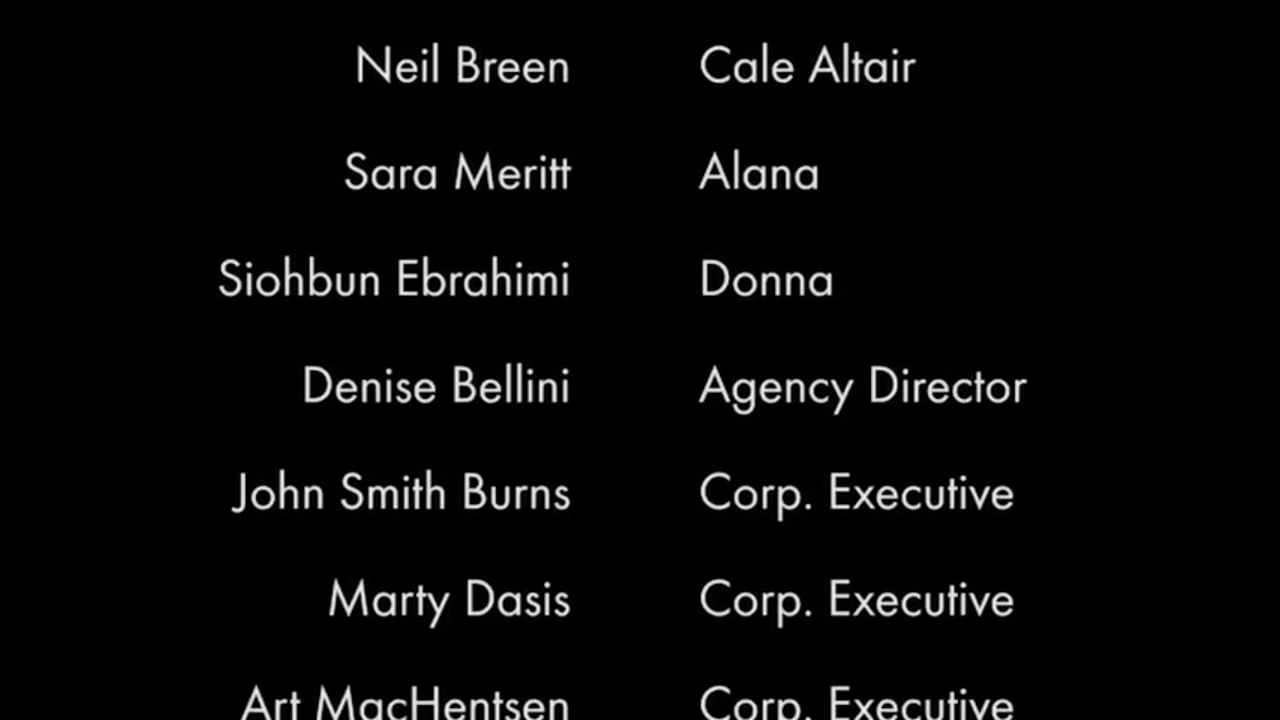 Neil Breen Cale Altair
Sara Meritt Alana
Siohbun Ebrahimi Donna
Denise Bellini Agency Director
John Smith Burns Corp. Executive
Marty Dasis Corp. Executive
Art MacHentsen Corp. Executive